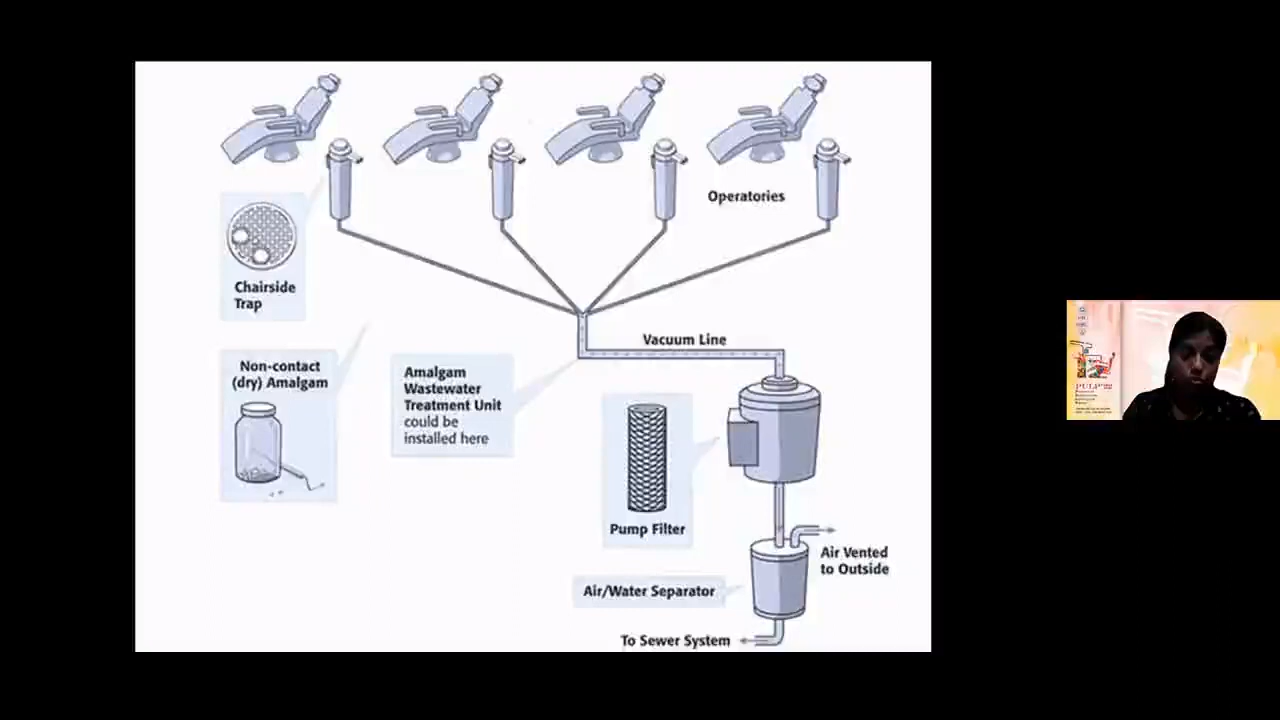 Operatories
Chairside
Trap
Vacuum Line
Non-contact
(dry) Amalgam
Amalgam
Wastewater
Treatment Unit
could be
installed here
Pump Filter
Air Vented
to Outside
Air/Water Separator
To Sewer System
PULP